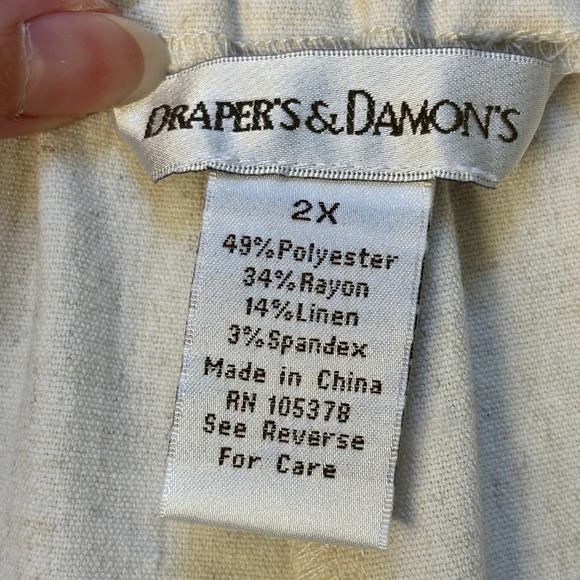 DRAPER'S & DAMON'S
2X
49%Polyester
34%Rayon
14%Linen
3%Spandex
Made in China
RN 105378
See Reverse
For Care